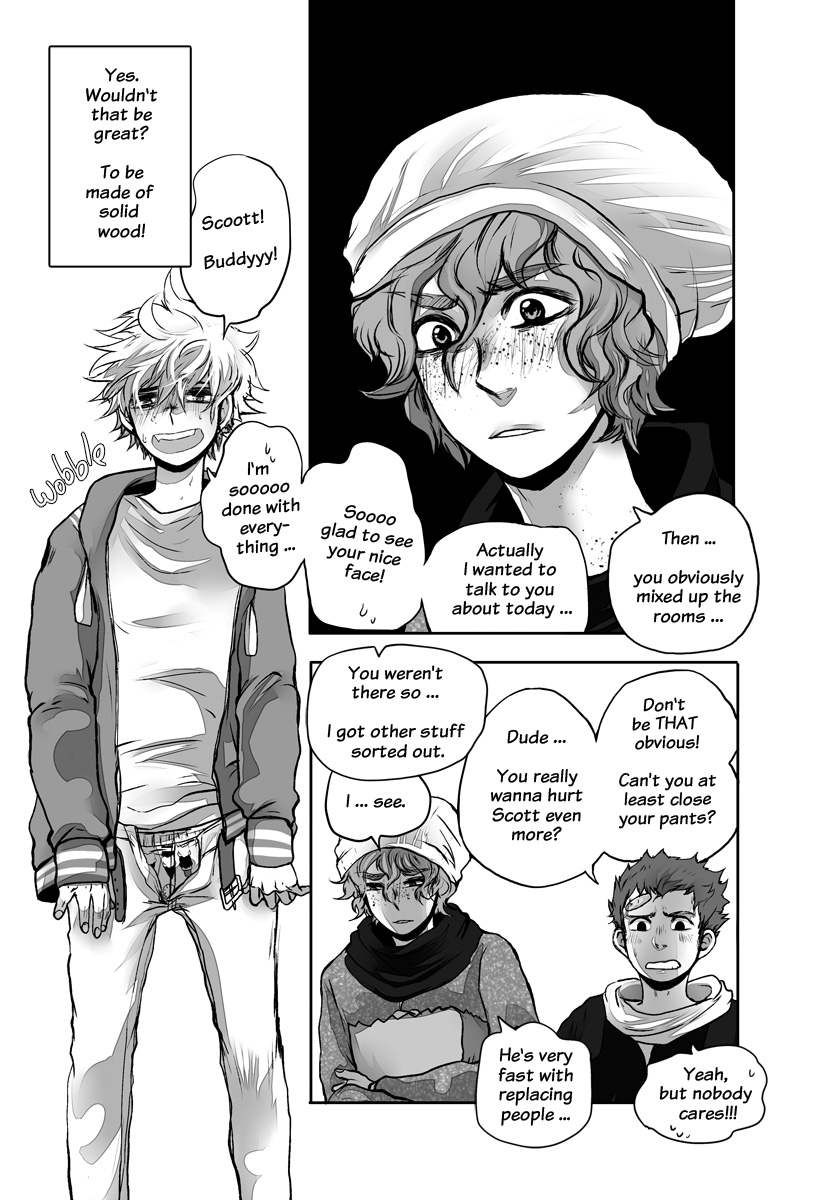 Yes.
Wouldn't
that be
great?
To be
made of
solid
wood!
Scoott!
Buddyyy!
wobble
I'm
sooooo
done with
every-
thing ...
Soooo
glad to see
your nice
face!
Actually
I wanted to
talk to you
about today ...
Then ...
you obviously
mixed up the
rooms ...
You weren't
there so ...
I got other stuff
sorted out.
I ... see.
Dude ...
You really
wanna hurt
Scott even
more?
Don't
be THAT
obvious!
Can't you at
least close
your pants?
He's very
fast with
replacing
people ...
Yeah,
but nobody
cares!!!